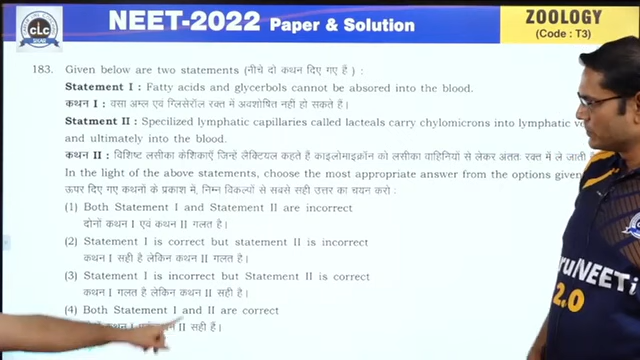 CLC
SIKAR
NEET-2022 Paper & Solution
ZOOLOGY
(Code : T3)
183. Given below are two statements (नीचे दो कथन दिए गए है ) :
Statement I : Fatty acids and glycerbols cannot be absored into the blood.
कथन I : वसा अम्ल एवं ग्लिसेरॉल रक्त में अवशोषित नहीं हो सकते हैं।
Statment II : Specilized lymphatic capillaries called lacteals carry chylomicrons into lymphatic
and ultimately into the blood.
कथन II : विशिष्ट लसीका केशिकाएँ जिन्हे लैक्टियल कहते है काइलोमाइक्रॉन को लसीका वाहिनियों से लेकर अंततः रक्त में ले जाती
In the light of the above statements, choose the most appropriate answer from the options given
ऊपर दिए गए कथनों के प्रकाश में, निम्न विकल्पों से सबसे सही उत्तर का चयन करो :
(1) Both Statement I and Statement II are incorrect
दोनों कथन I एवं कथन II गलत है।
(2) Statement I is correct but statement II is incorrect
कथन I सही है लेकिन कथन II गलत है।
(3) Statement I is incorrect but Statement II is correct
कथन I गलत है लेकिन कथन II सही है।
(4) Both Statement I and II are correct
कथन I II सही हैं।
NEETi
2.0